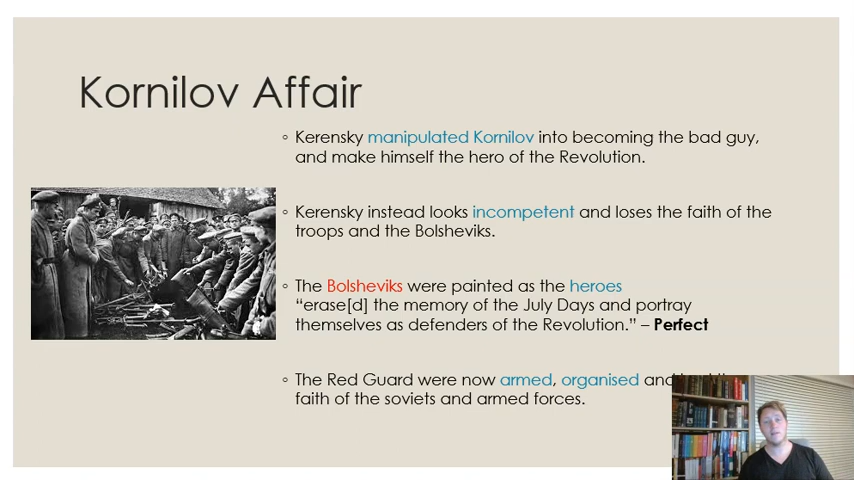 Kornilov Affair
◦ Kerensky manipulated Kornilov into becoming the bad guy,
and make himself the hero of the Revolution.
◦ Kerensky instead looks incompetent and loses the faith of the
troops and the Bolsheviks.
◦ The Bolsheviks were painted as the heroes
“erase[d] the memory of the July Days and portray
themselves as defenders of the Revolution.” – Perfect
◦ The Red Guard were now armed, organised and
faith of the soviets and armed forces.